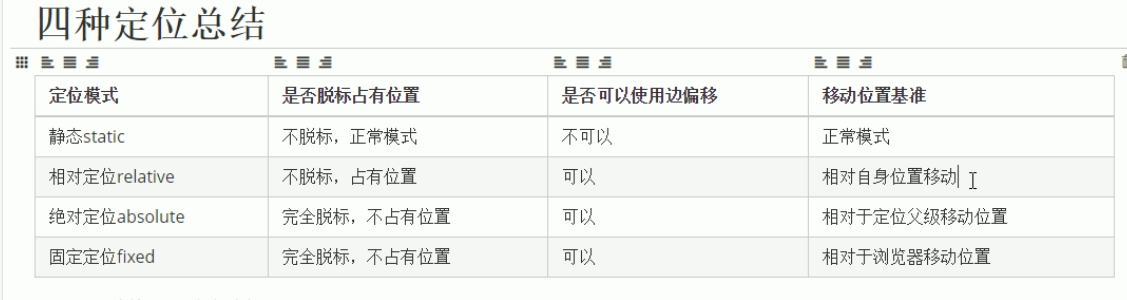 四种定位总结
定位模式 是否脱标占有位置 是否可以使用边偏移 移动位置基准
静态static 不脱标，正常模式 不可以 正常模式
相对定位relative 不脱标，占有位置 可以 相对自身位置移动
绝对定位absolute 完全脱标，不占有位置 可以 相对于定位父级移动位置
固定定位fixed 完全脱标，不占有位置 可以 相对于浏览器移动位置